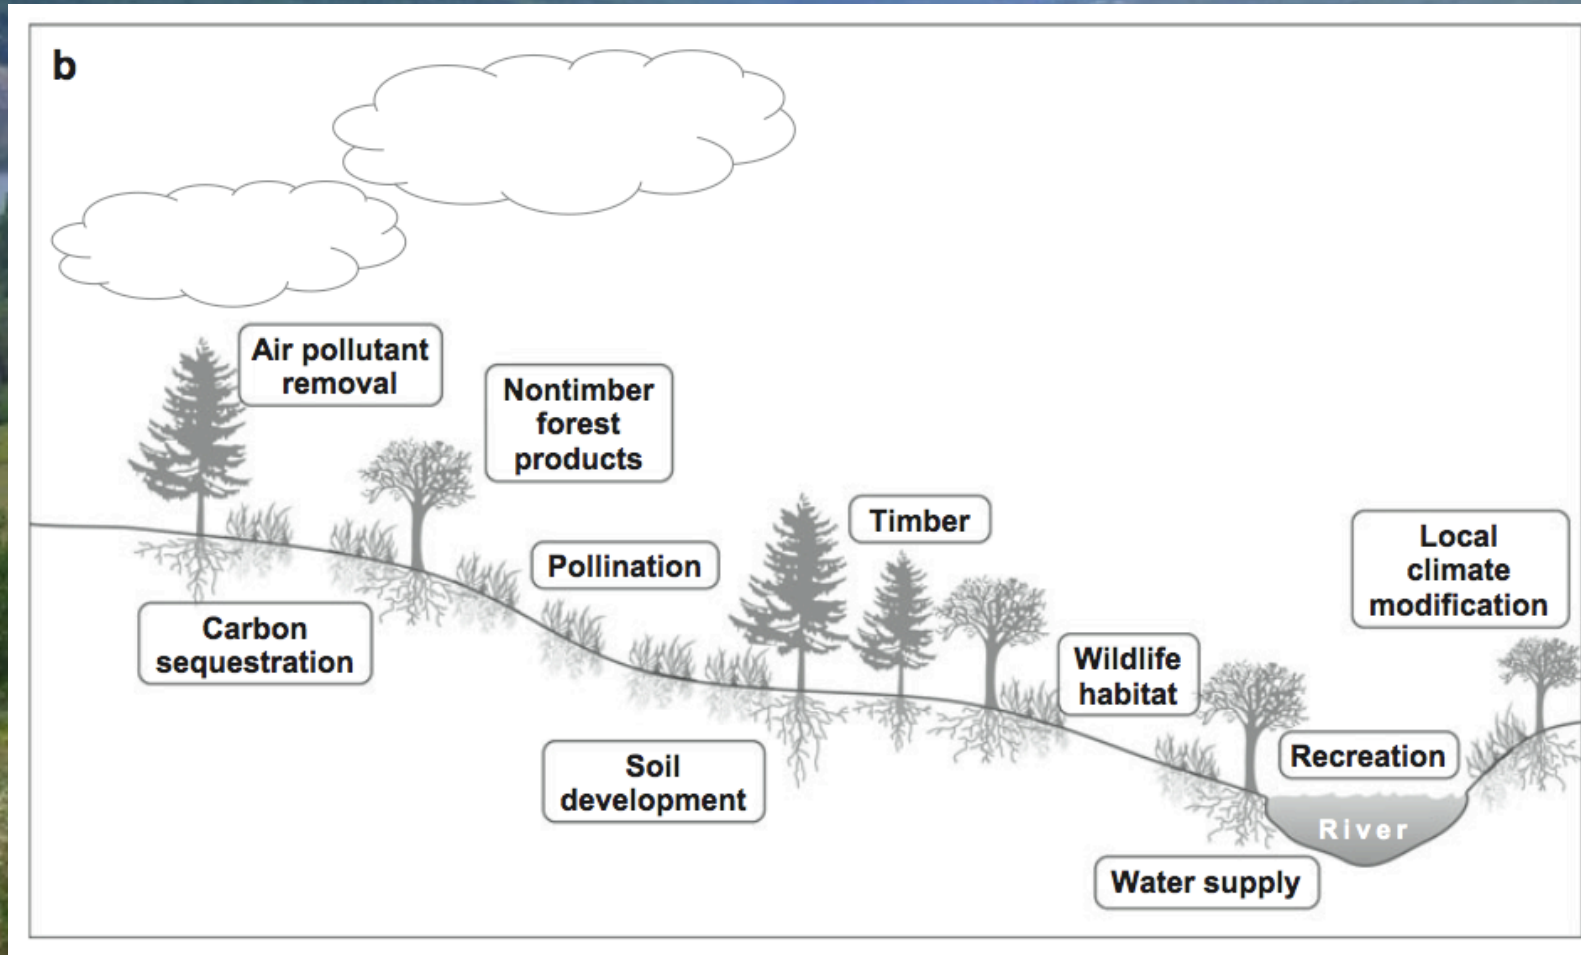 b
Air pollutant
removal
Nontimber
forest
products
Timber
Local
climate
modification
Pollination
Carbon
sequestration
Wildlife
habitat
Soil
development
Recreation
River
Water supply